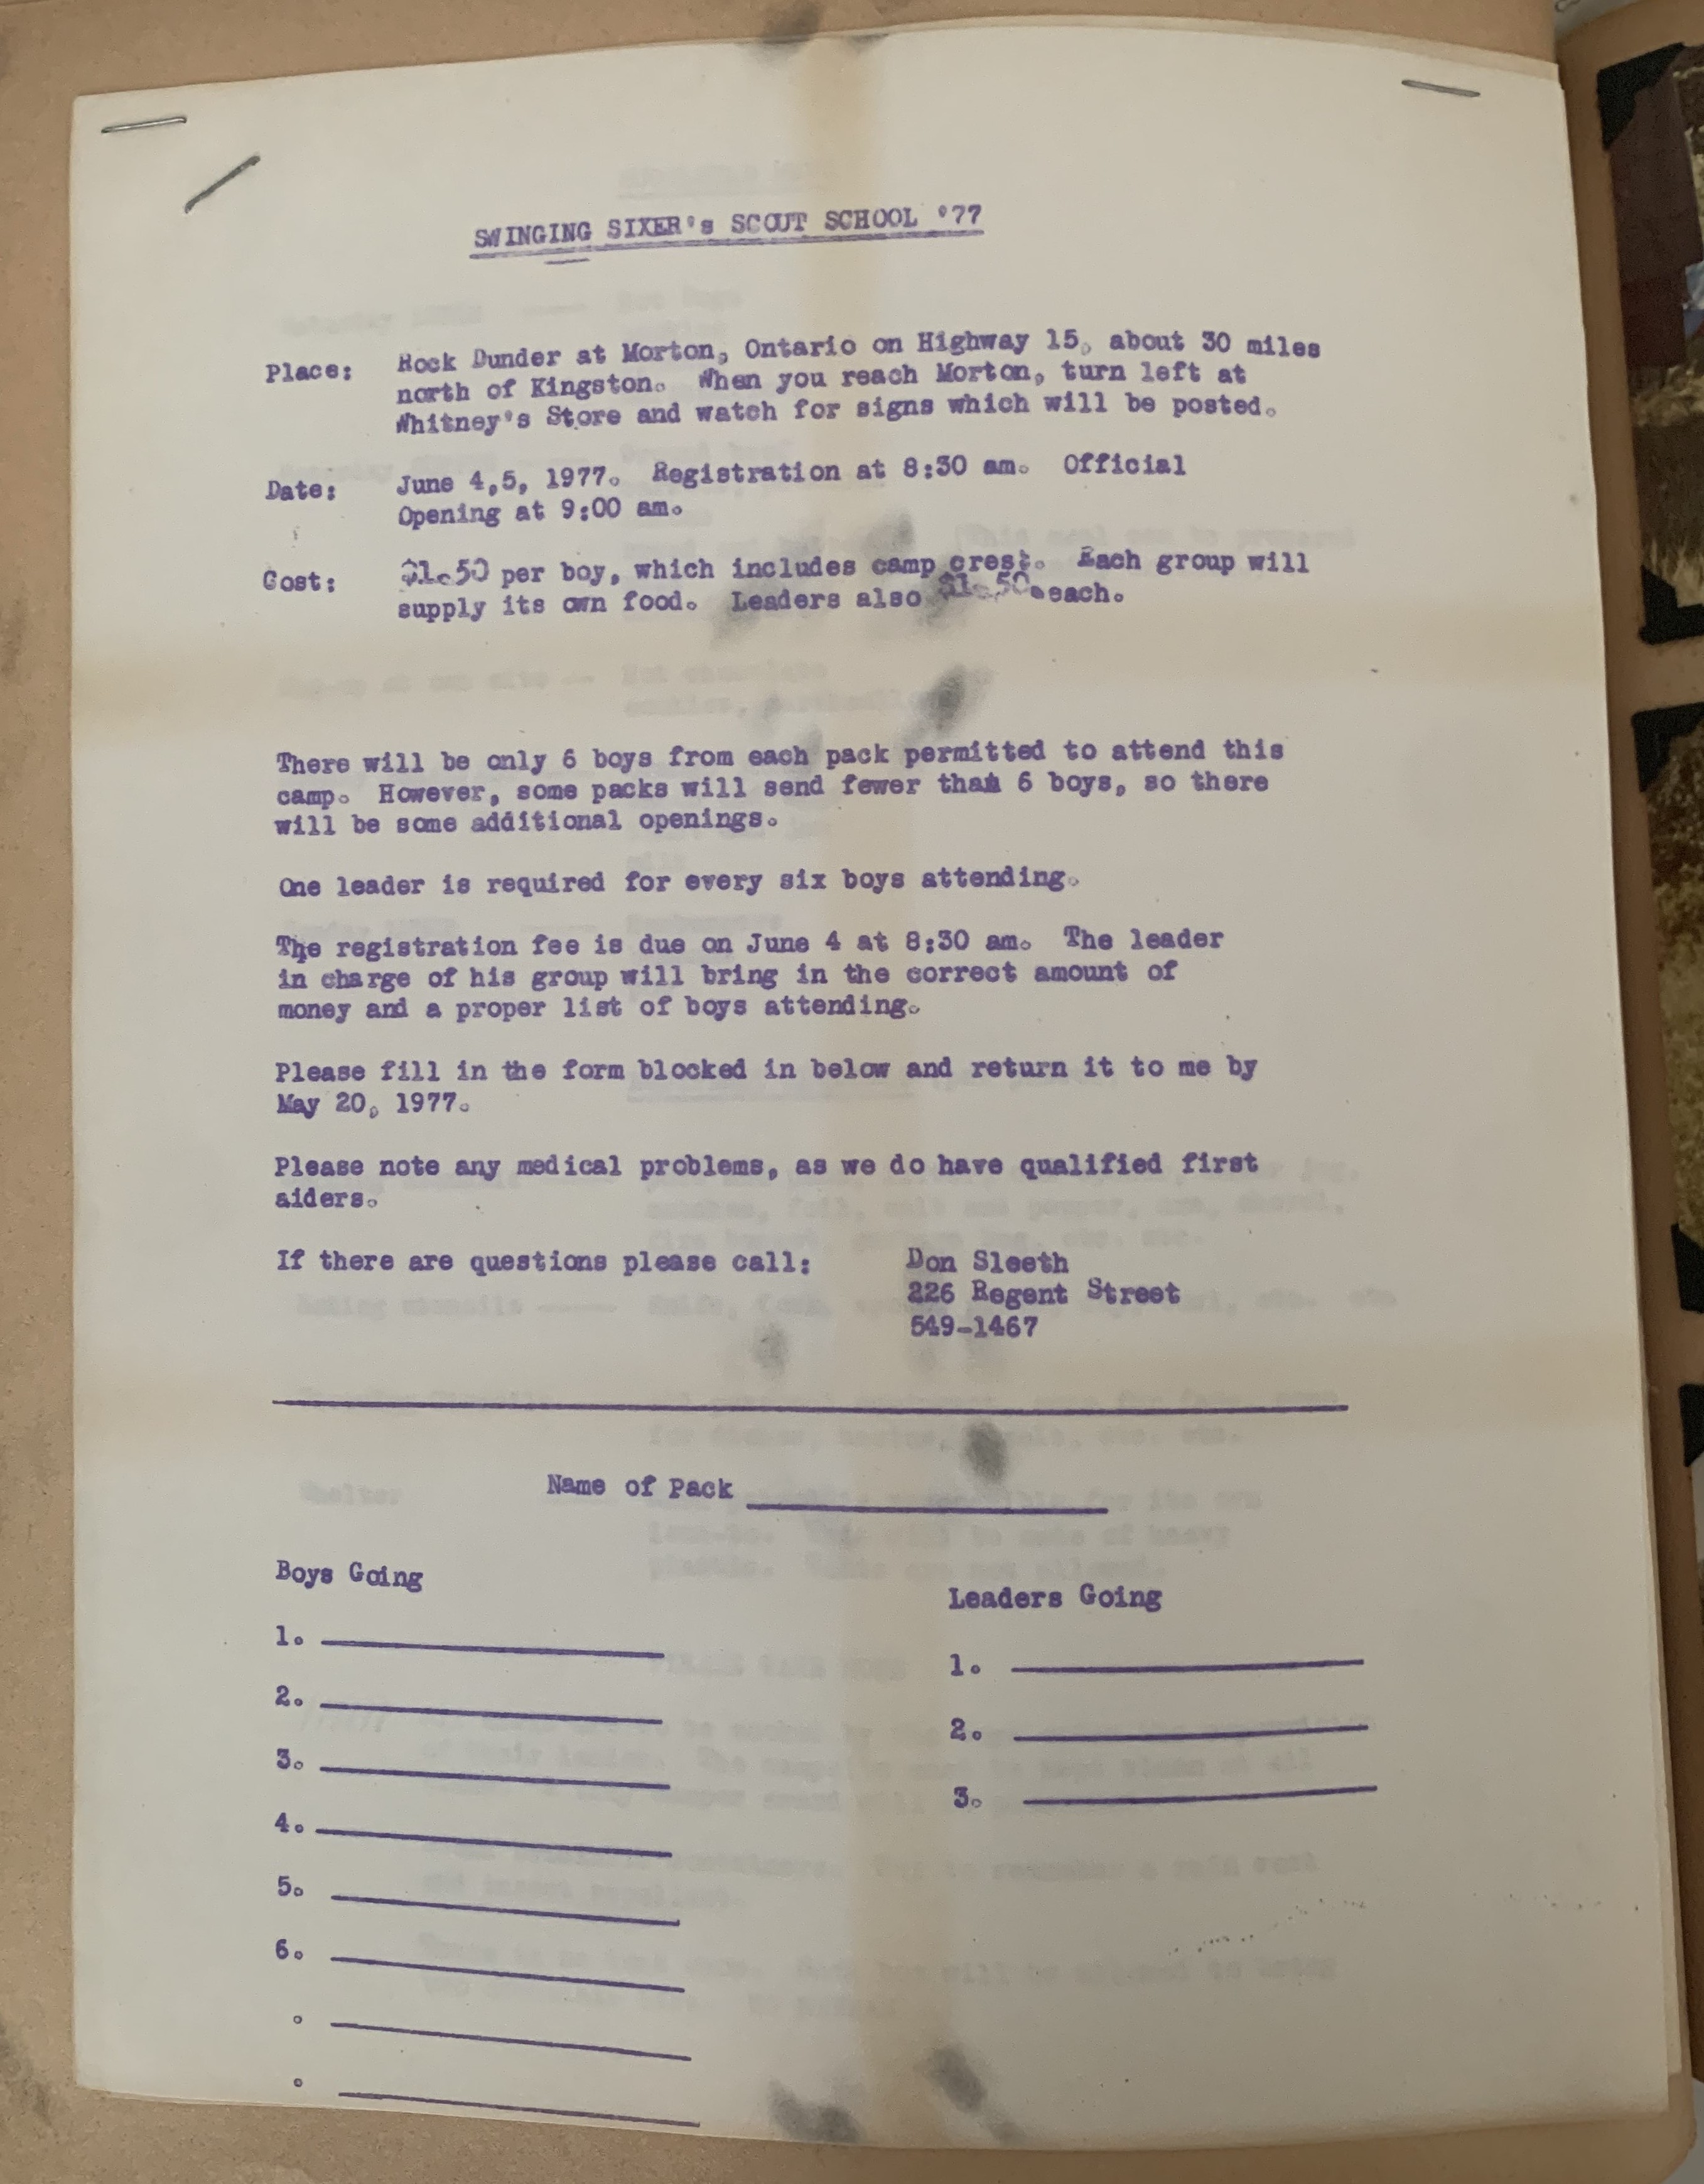 SWINGING SIXER's SCOUT SCHOOL '77
Place: Rock Dunder at Morton, Ontario on Highway 15, about 30 miles
north of Kingston. When you reach Morton, turn left at
Whitney's Store and watch for signs which will be posted.
Date: June 4,5, 1977. Registration at 8:30 am. Official
Opening at 9:00 am.
Cost: $1.50 per boy, which includes camp crest. Each group will
supply its own food. Leaders also $1.50 each.
There will be only 6 boys from each pack permitted to attend this
camp. However, some packs will send fewer than 6 boys, so there
will be some additional openings.
One leader is required for every six boys attending.
The registration fee is due on June 4 at 8:30 am. The leader
in charge of his group will bring in the correct amount of
money and a proper list of boys attending.
Please fill in the form blocked in below and return it to me by
May 20, 1977.
Please note any medical problems, as we do have qualified first
aiders.
If there are questions please call: Don Sleeth
226 Regent Street
549-1467
Name of Pack
Boys Going
Leaders Going
1.
1.
2.
2.
3.
3.
4.
5.
6.
.
.